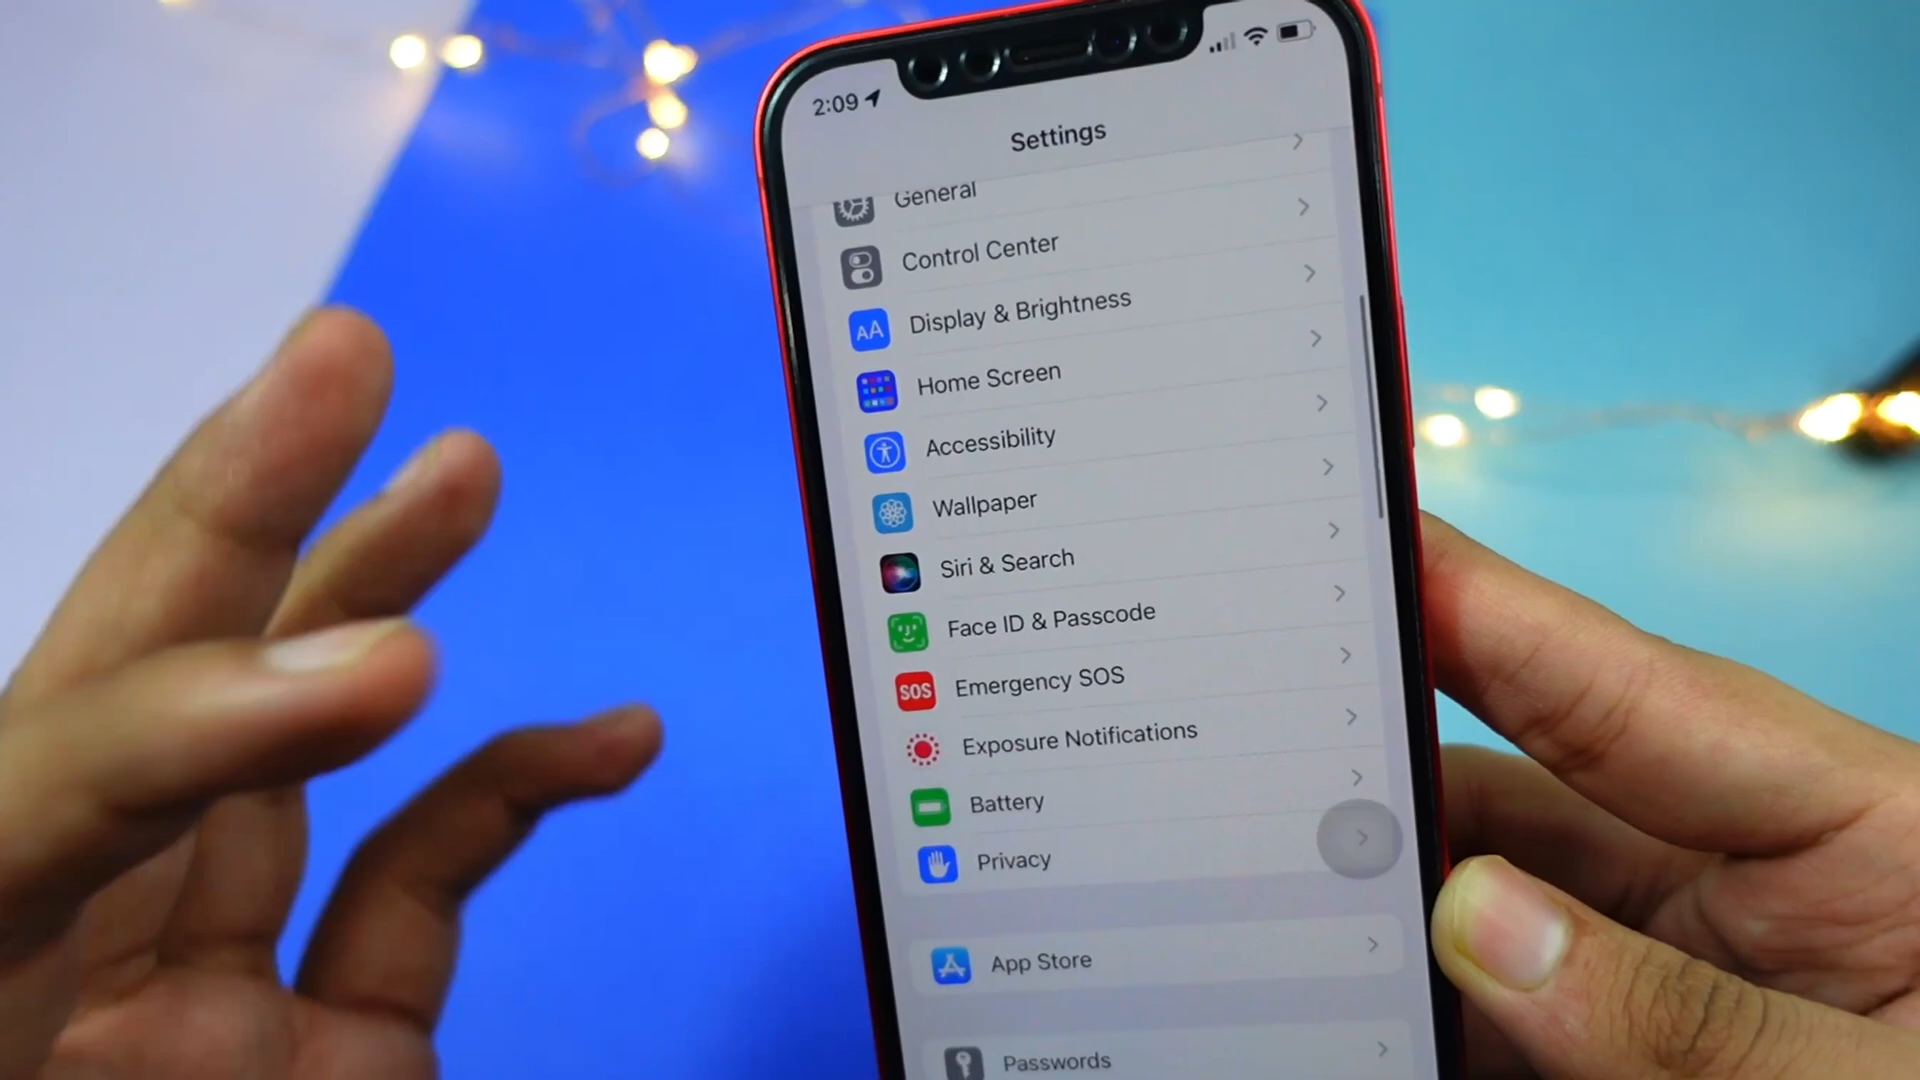 2:09
Settings
General
Control Center
AA Display & Brightness
Home Screen
Accessibility
Wallpaper
Siri & Search
Face ID & Passcode
SOS Emergency SOS
Exposure Notifications
Battery
Privacy
App Store
Passwords